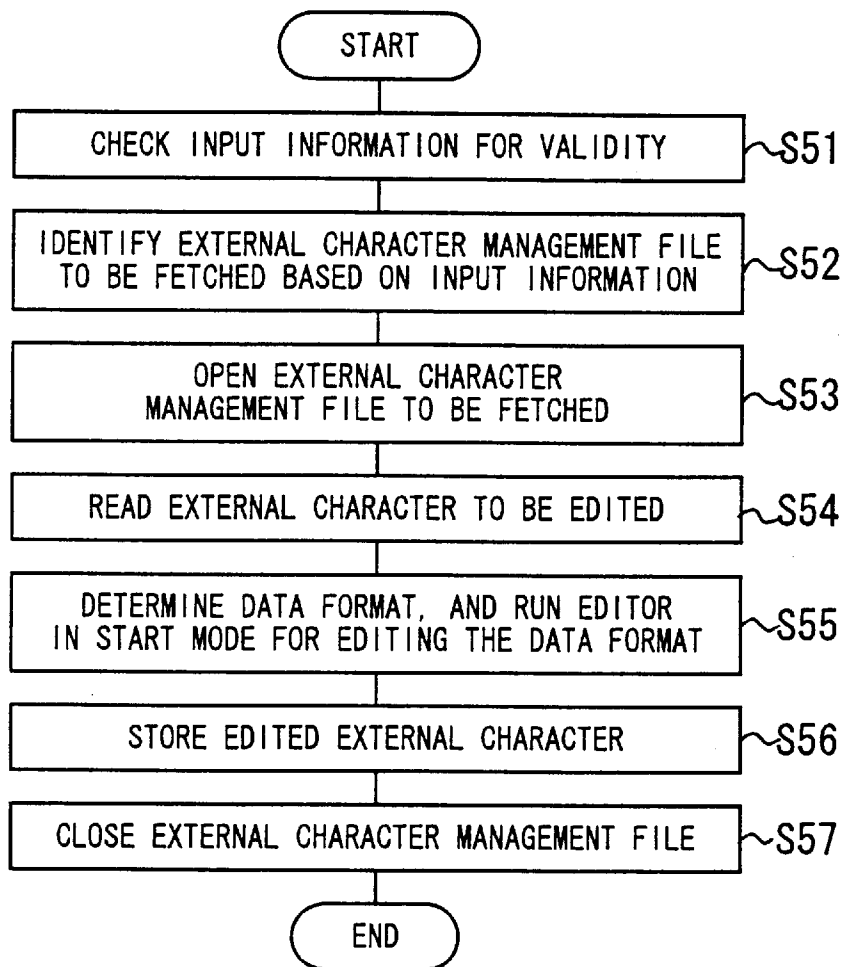 START
CHECK INPUT INFORMATION FOR VALIDITY S51
IDENTIFY EXTERNAL CHARACTER MANAGEMENT FILE
TO BE FETCHED BASED ON INPUT INFORMATION S52
OPEN EXTERNAL CHARACTER
MANAGEMENT FILE TO BE FETCHED S53
READ EXTERNAL CHARACTER TO BE EDITED S54
DETERMINE DATA FORMAT, AND RUN EDITOR
IN START MODE FOR EDITING THE DATA FORMAT S55
STORE EDITED EXTERNAL CHARACTER S56
CLOSE EXTERNAL CHARACTER MANAGEMENT FILE S57
END